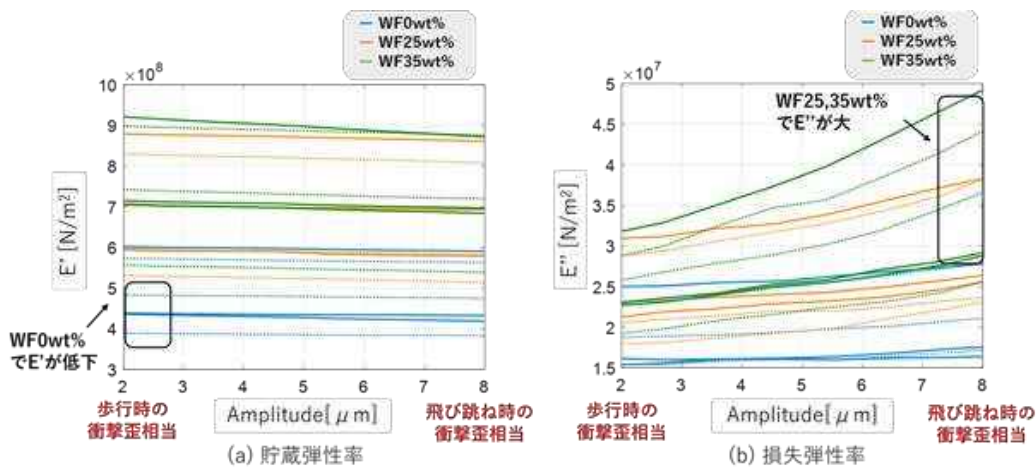 WF0wt%
WF25wt%
WF35wt%
×10⁸
10
9
8
7
6
5
4
3
E' [N/m²]
WF0wt%
でE'が低下
2 3 4 5 6 7 8
Amplitude[μm]
歩行時の
衝撃歪相当
飛び跳ね時の
衝撃歪相当
(a) 貯蔵弾性率
WF0wt%
WF25wt%
WF35wt%
×10⁷
5
4.5
4
3.5
3
2.5
2
1.5
E'' [N/m²]
WF25,35wt%
でE''が大
2 3 4 5 6 7 8
Amplitude[μm]
歩行時の
衝撃歪相当
飛び跳ね時の
衝撃歪相当
(b) 損失弾性率